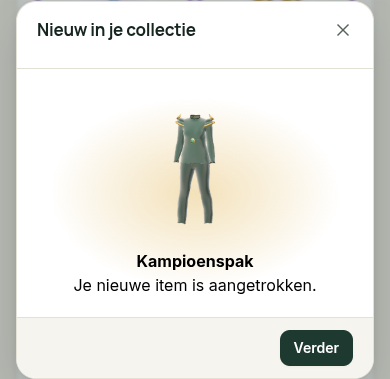 Nieuw in je collectie
Kampioenspak
Je nieuwe item is aangetrokken.
Verder